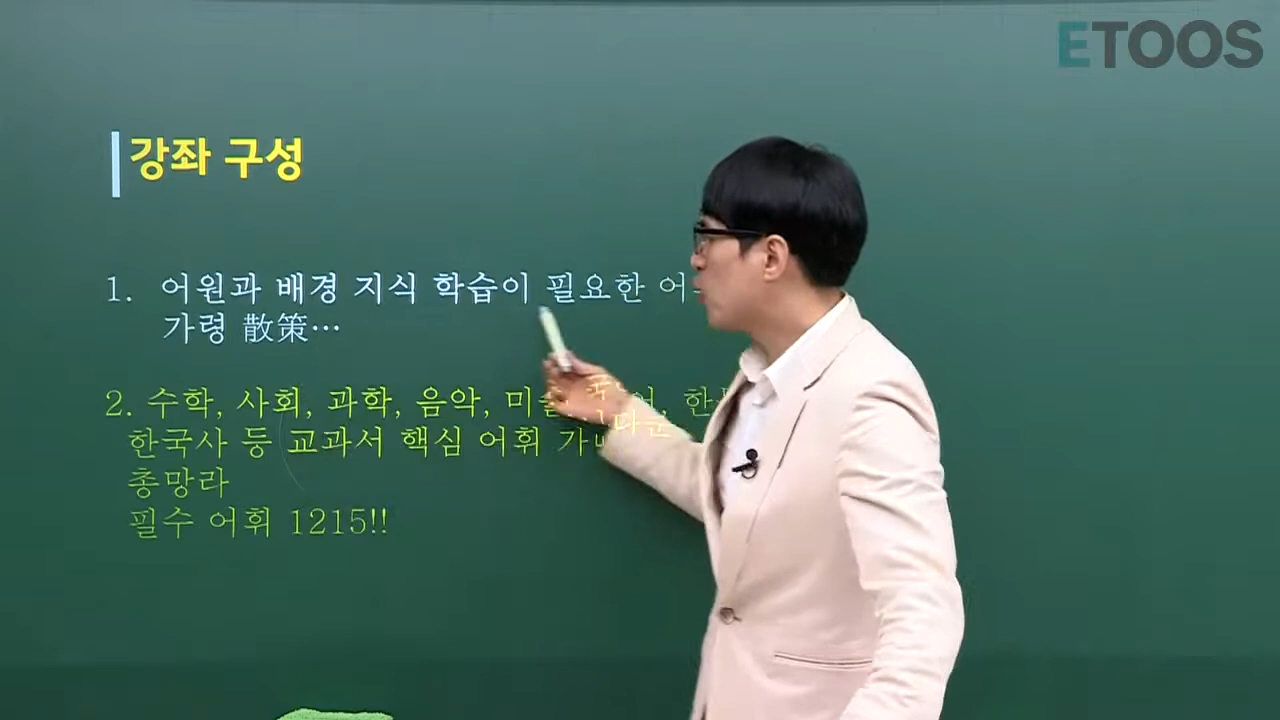 ETOOS
강좌 구성
1. 어원과 배경 지식 학습이 필요한
가령 散策…
2. 수학, 사회, 과학, 음악,
한국사 등 교과서 핵심 어휘
총망라
필수 어휘 1215!!